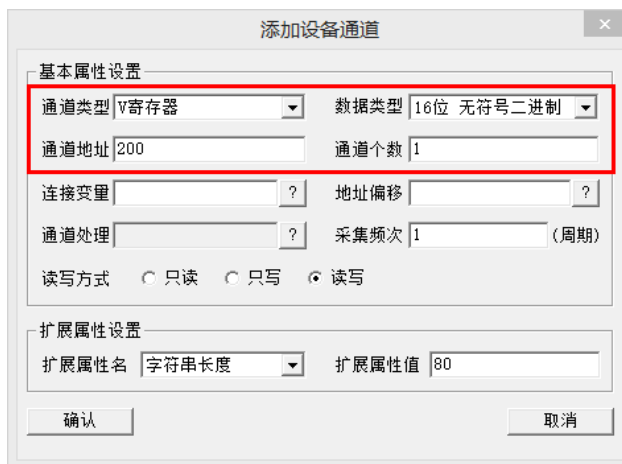 添加设备通道
基本属性设置
通道类型 V寄存器 数据类型 16位 无符号二进制
通道地址 200 通道个数 1
连接变量 ? 地址偏移 ?
通道处理 ? 采集频次 1 (周期)
读写方式 只读 只写 读写
扩展属性设置
扩展属性名 字符串长度 扩展属性值 80
确认 取消